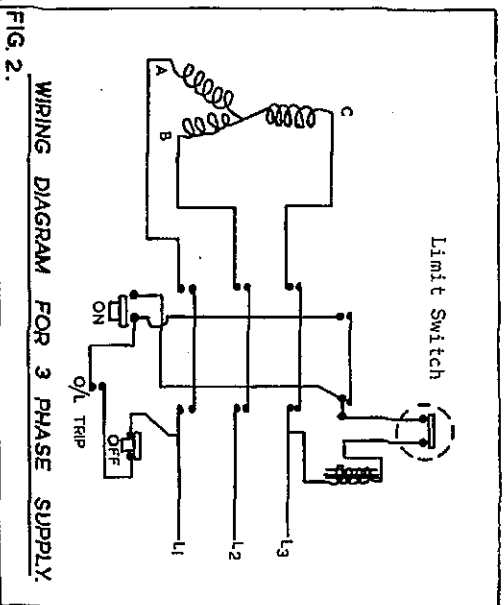 Limit Switch
C
A
B
ON
O/L TRIP
OFF
L1
L2
L3
WIRING DIAGRAM FOR 3 PHASE SUPPLY.
FIG. 2.